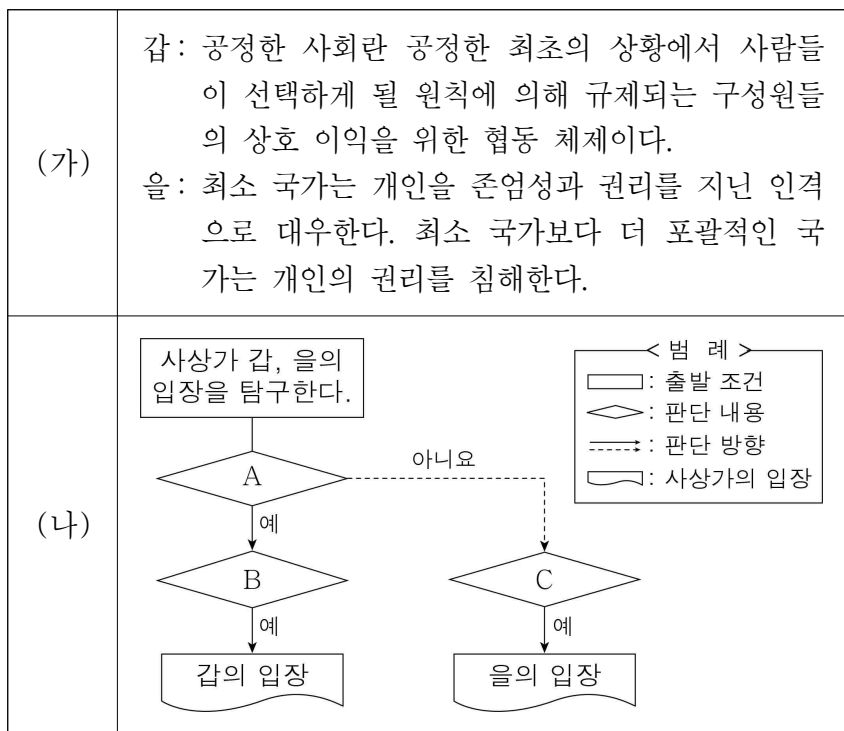 (가)
갑: 공정한 사회란 공정한 최초의 상황에서 사람들
이 선택하게 될 원칙에 의해 규제되는 구성원들
의 상호 이익을 위한 협동 체제이다.
을: 최소 국가는 개인을 존엄성과 권리를 지닌 인격
으로 대우한다. 최소 국가보다 더 포괄적인 국
가는 개인의 권리를 침해한다.
(나)
사상가 갑, 을의
입장을 탐구한다.
A
아니요
예
B
예
갑의 입장
C
예
을의 입장
< 범 례 >
: 출발 조건
: 판단 내용
: 판단 방향
: 사상가의 입장